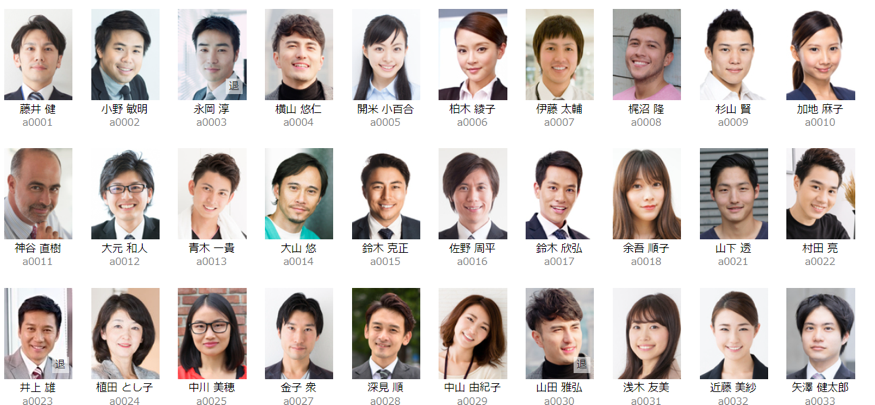 退
藤井 健 小野 敏明 永岡 淳 横山 悠仁 開米 小百合 柏木 綾子 伊藤 太輔 梶沼 隆 杉山 賢 加地 麻子
a0001 a0002 a0003 a0004 a0005 a0006 a0007 a0008 a0009 a0010
神谷 直樹 大元 和人 青木 一貴 大山 悠 鈴木 克正 佐野 周平 鈴木 欣弘 余吾 順子 山下 透 村田 亮
a0011 a0012 a0013 a0014 a0015 a0016 a0017 a0018 a0021 a0022
退 退
井上 雄 植田 とし子 中川 美穂 金子 衆 深見 順 中山 由紀子 山田 雅弘 浅木 友美 近藤 美紗 矢澤 健太郎
a0023 a0024 a0025 a0027 a0028 a0029 a0030 a0031 a0032 a0033